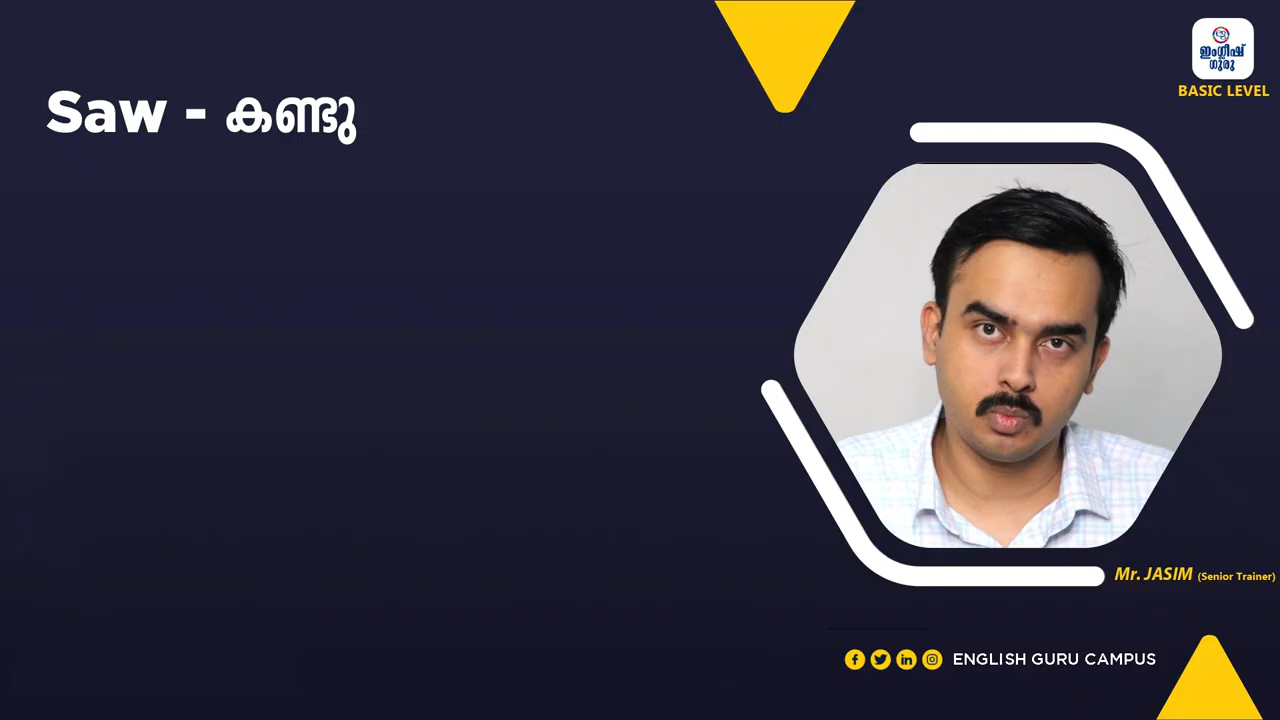 Saw - കണ്ടു
ഇംഗ്ലീഷ്
ഗുരു
BASIC LEVEL
Mr. JASIM (Senior Trainer)
ENGLISH GURU CAMPUS